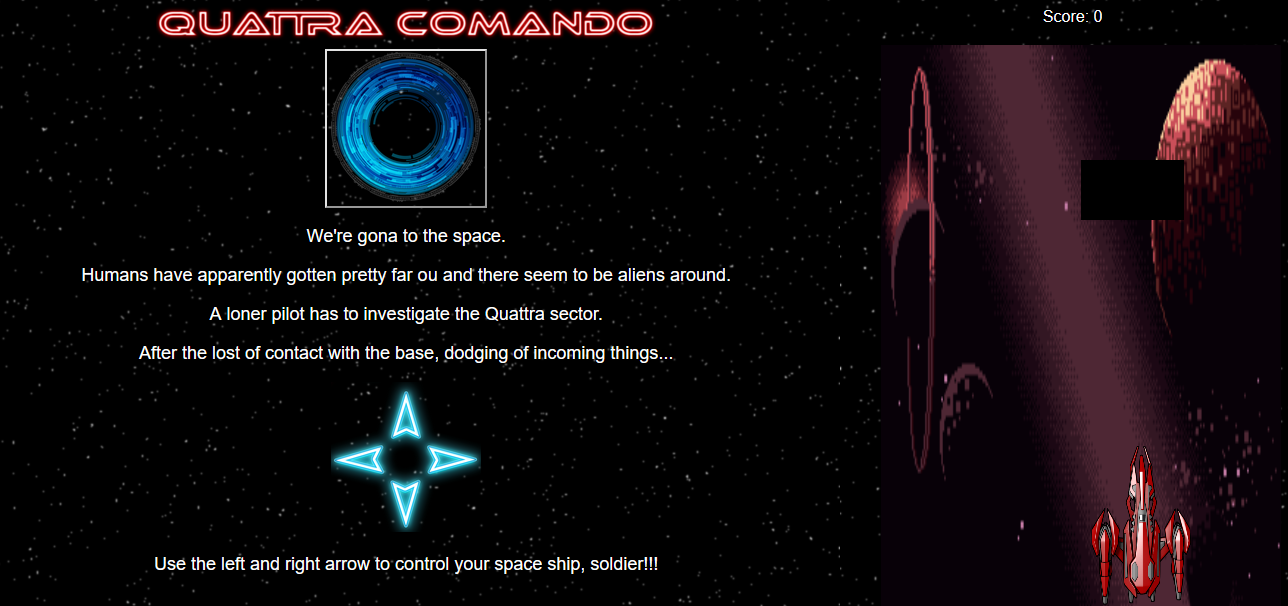 QUATTRA COMANDO
Score: 0
We're gona to the space.
Humans have apparently gotten pretty far ou and there seem to be aliens around.
A loner pilot has to investigate the Quattra sector.
After the lost of contact with the base, dodging of incoming things...
Use the left and right arrow to control your space ship, soldier!!!